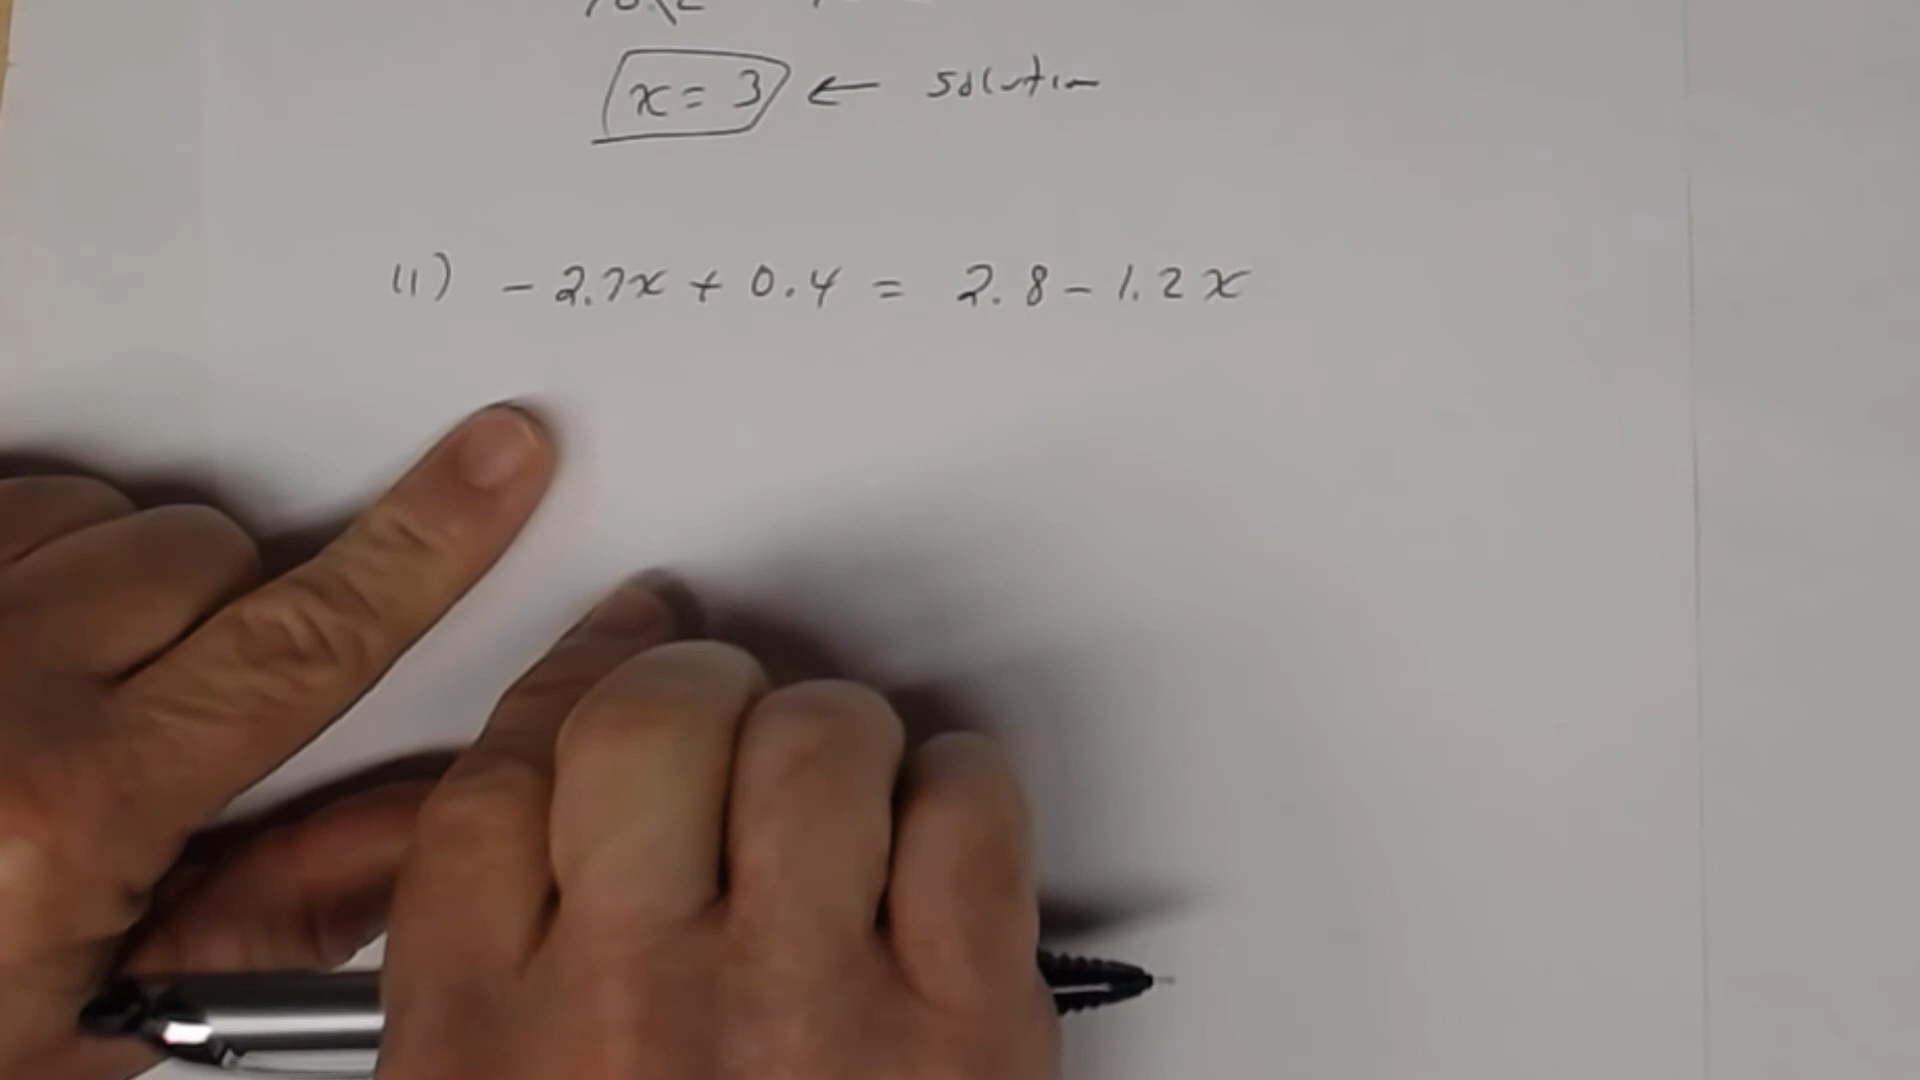 x = 3 ← solution
11) - 2.7x + 0.4 = 2.8 - 1.2x